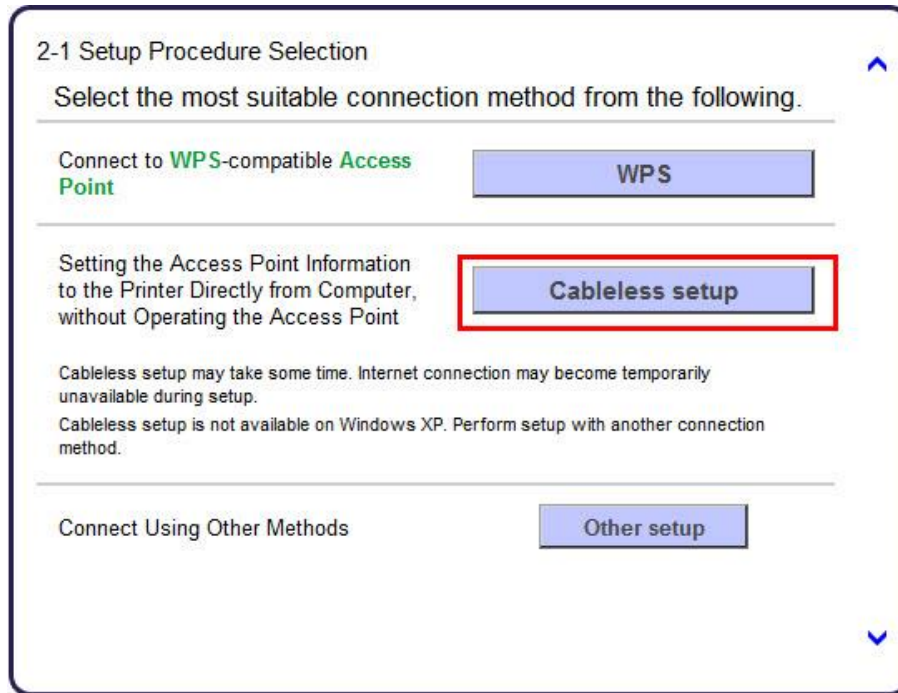 2-1 Setup Procedure Selection
Select the most suitable connection method from the following.
Connect to WPS-compatible Access
Point
WPS
Setting the Access Point Information
to the Printer Directly from Computer,
without Operating the Access Point
Cableless setup
Cableless setup may take some time. Internet connection may become temporarily
unavailable during setup.
Cableless setup is not available on Windows XP. Perform setup with another connection
method.
Connect Using Other Methods
Other setup